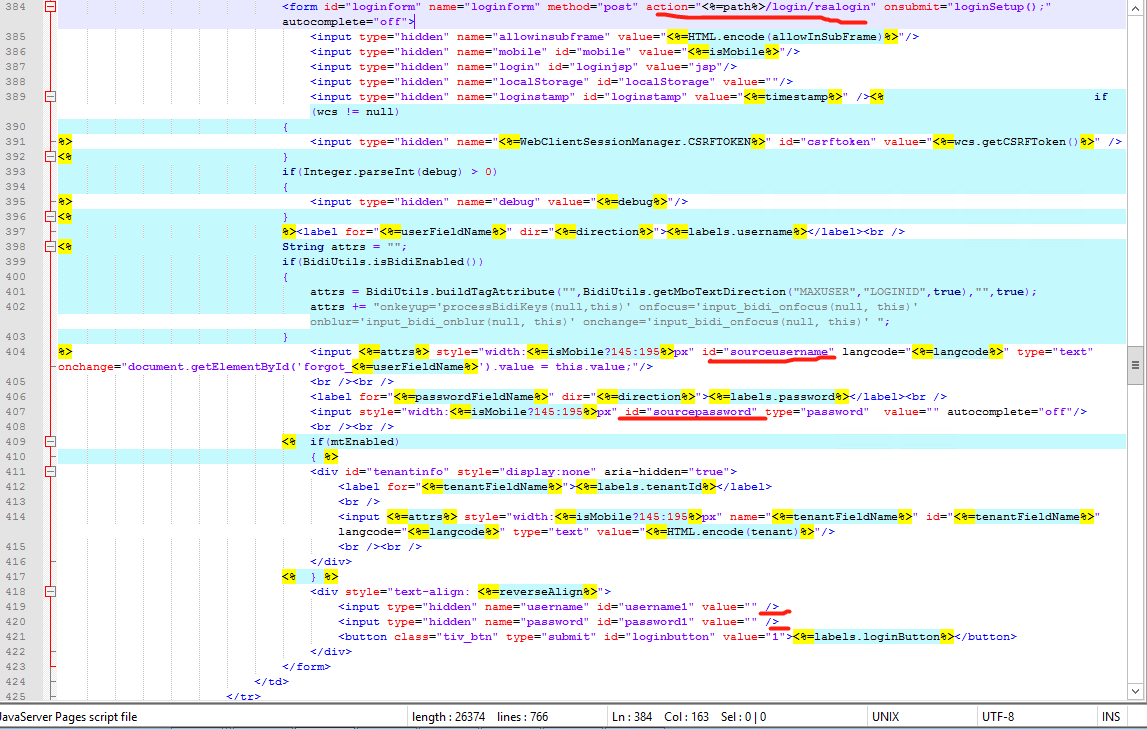 384 <form id="loginform" name="loginform" method="post" action="<%=path%>/login/rsalogin" onsubmit="loginSetup();"
autocomplete="off">
385 <input type="hidden" name="allowinsubframe" value="<%=HTML.encode(allowInSubFrame)%>"/>
386 <input type="hidden" name="mobile" id="mobile" value="<%=isMobile%>"/>
387 <input type="hidden" name="login" id="loginjsp" value="jsp"/>
388 <input type="hidden" name="localStorage" id="localStorage" value=""/>
389 <input type="hidden" name="loginstamp" id="loginstamp" value="<%=timestamp%>" /><% if
(wcs != null)
390 {
391 %> <input type="hidden" name="<%=WebClientSessionManager.CSRFTOKEN%>" id="csrftoken" value="<%=wcs.getCSRFToken()%>" />
392 <% }
393 if(Integer.parseInt(debug) > 0)
394 {
395 %> <input type="hidden" name="debug" value="<%=debug%>"/>
396 <% }
397 %><label for="<%=userFieldName%>" dir="<%=direction%>"><%=labels.username%></label><br />
398 <% String attrs = "";
399 if(BidiUtils.isBidiEnabled())
400 {
401 attrs = BidiUtils.buildTagAttribute("",BidiUtils.getMboTextDirection("MAXUSER","LOGINID",true),"",true);
402 attrs += "onkeyup='processBidiKeys(null,this)' onfocus='input_bidi_onfocus(null, this)'
onblur='input_bidi_onblur(null, this)' onchange='input_bidi_onfocus(null, this)' ";
403 }
404 %> <input <%=attrs%> style="width:<%=isMobile?145:195%>px" id="sourceusername" langcode="<%=langcode%>" type="text"
onchange="document.getElementById('forgot_<%=userFieldName%>').value = this.value;"/>
405 <br /><br />
406 <label for="<%=passwordFieldName%>" dir="<%=direction%>"><%=labels.password%></label><br />
407 <input style="width:<%=isMobile?145:195%>px" id="sourcepassword" type="password" value="" autocomplete="off"/>
408 <br /><br />
409 <% if(mtEnabled)
410 { %>
411 <div id="tenantinfo" style="display:none" aria-hidden="true">
412 <label for="<%=tenantFieldName%>"><%=labels.tenantId%></label>
413 <br />
414 <input <%=attrs%> style="width:<%=isMobile?145:195%>px" name="<%=tenantFieldName%>" id="<%=tenantFieldName%>"
langcode="<%=langcode%>" type="text" value="<%=HTML.encode(tenant)%>"/>
415 <br /><br />
416 </div>
417 <% } %>
418 <div style="text-align: <%=reverseAlign%>">
419 <input type="hidden" name="username" id="username1" value="" />
420 <input type="hidden" name="password" id="password1" value="" />
421 <button class="tiv_btn" type="submit" id="loginbutton" value="1"><%=labels.loginButton%></button>
422 </div>
423 </form>
424 </td>
425 </tr>
JavaServer Pages script file length : 26374 lines : 766 Ln : 384 Col : 163 Sel : 0 | 0 UNIX UTF-8 INS